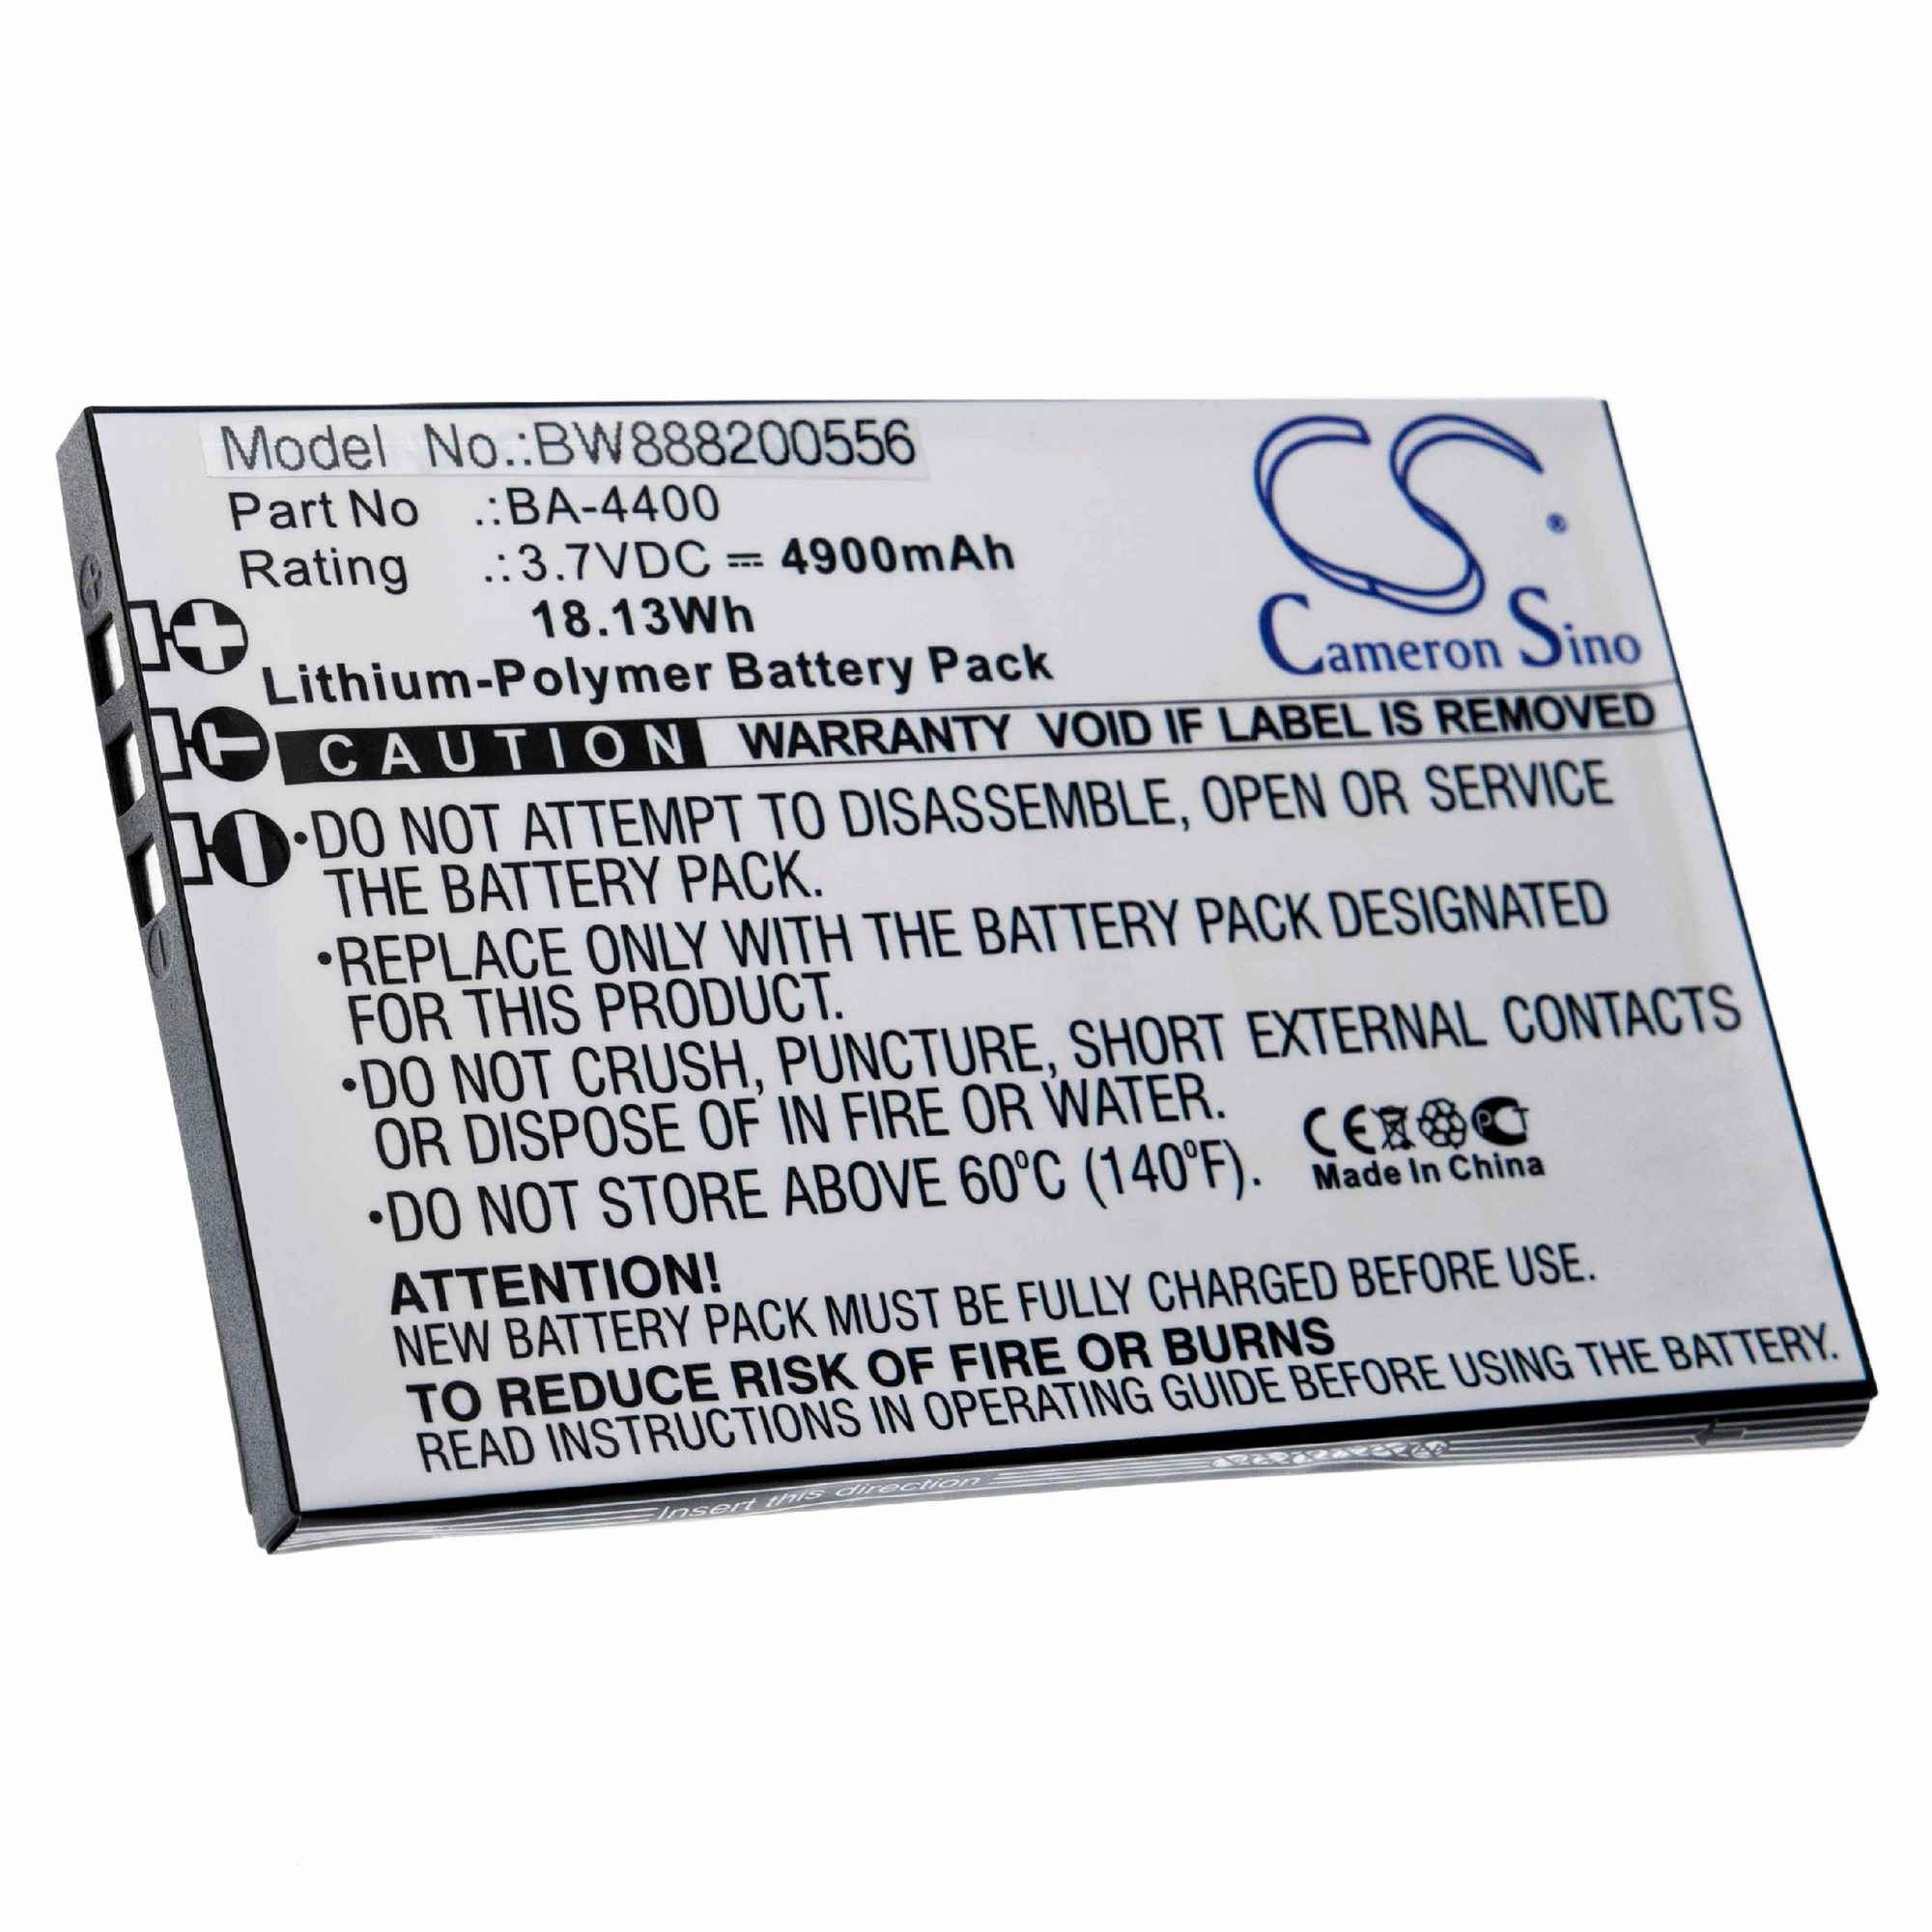 Model No.:BW888200556
Part No .:BA-4400
Rating .:3.7VDC ⎓ 4900mAh
18.13Wh
Lithium-Polymer Battery Pack
CS®
Cameron Sino
CAUTION WARRANTY VOID IF LABEL IS REMOVED
•DO NOT ATTEMPT TO DISASSEMBLE, OPEN OR SERVICE
THE BATTERY PACK.
•REPLACE ONLY WITH THE BATTERY PACK DESIGNATED
FOR THIS PRODUCT.
•DO NOT CRUSH, PUNCTURE, SHORT EXTERNAL CONTACTS
OR DISPOSE OF IN FIRE OR WATER.
•DO NOT STORE ABOVE 60°C (140°F).
CE PCT
Made In China
ATTENTION!
NEW BATTERY PACK MUST BE FULLY CHARGED BEFORE USE.
TO REDUCE RISK OF FIRE OR BURNS
READ INSTRUCTIONS IN OPERATING GUIDE BEFORE USING THE BATTERY.
Insert this direction
+
T
-